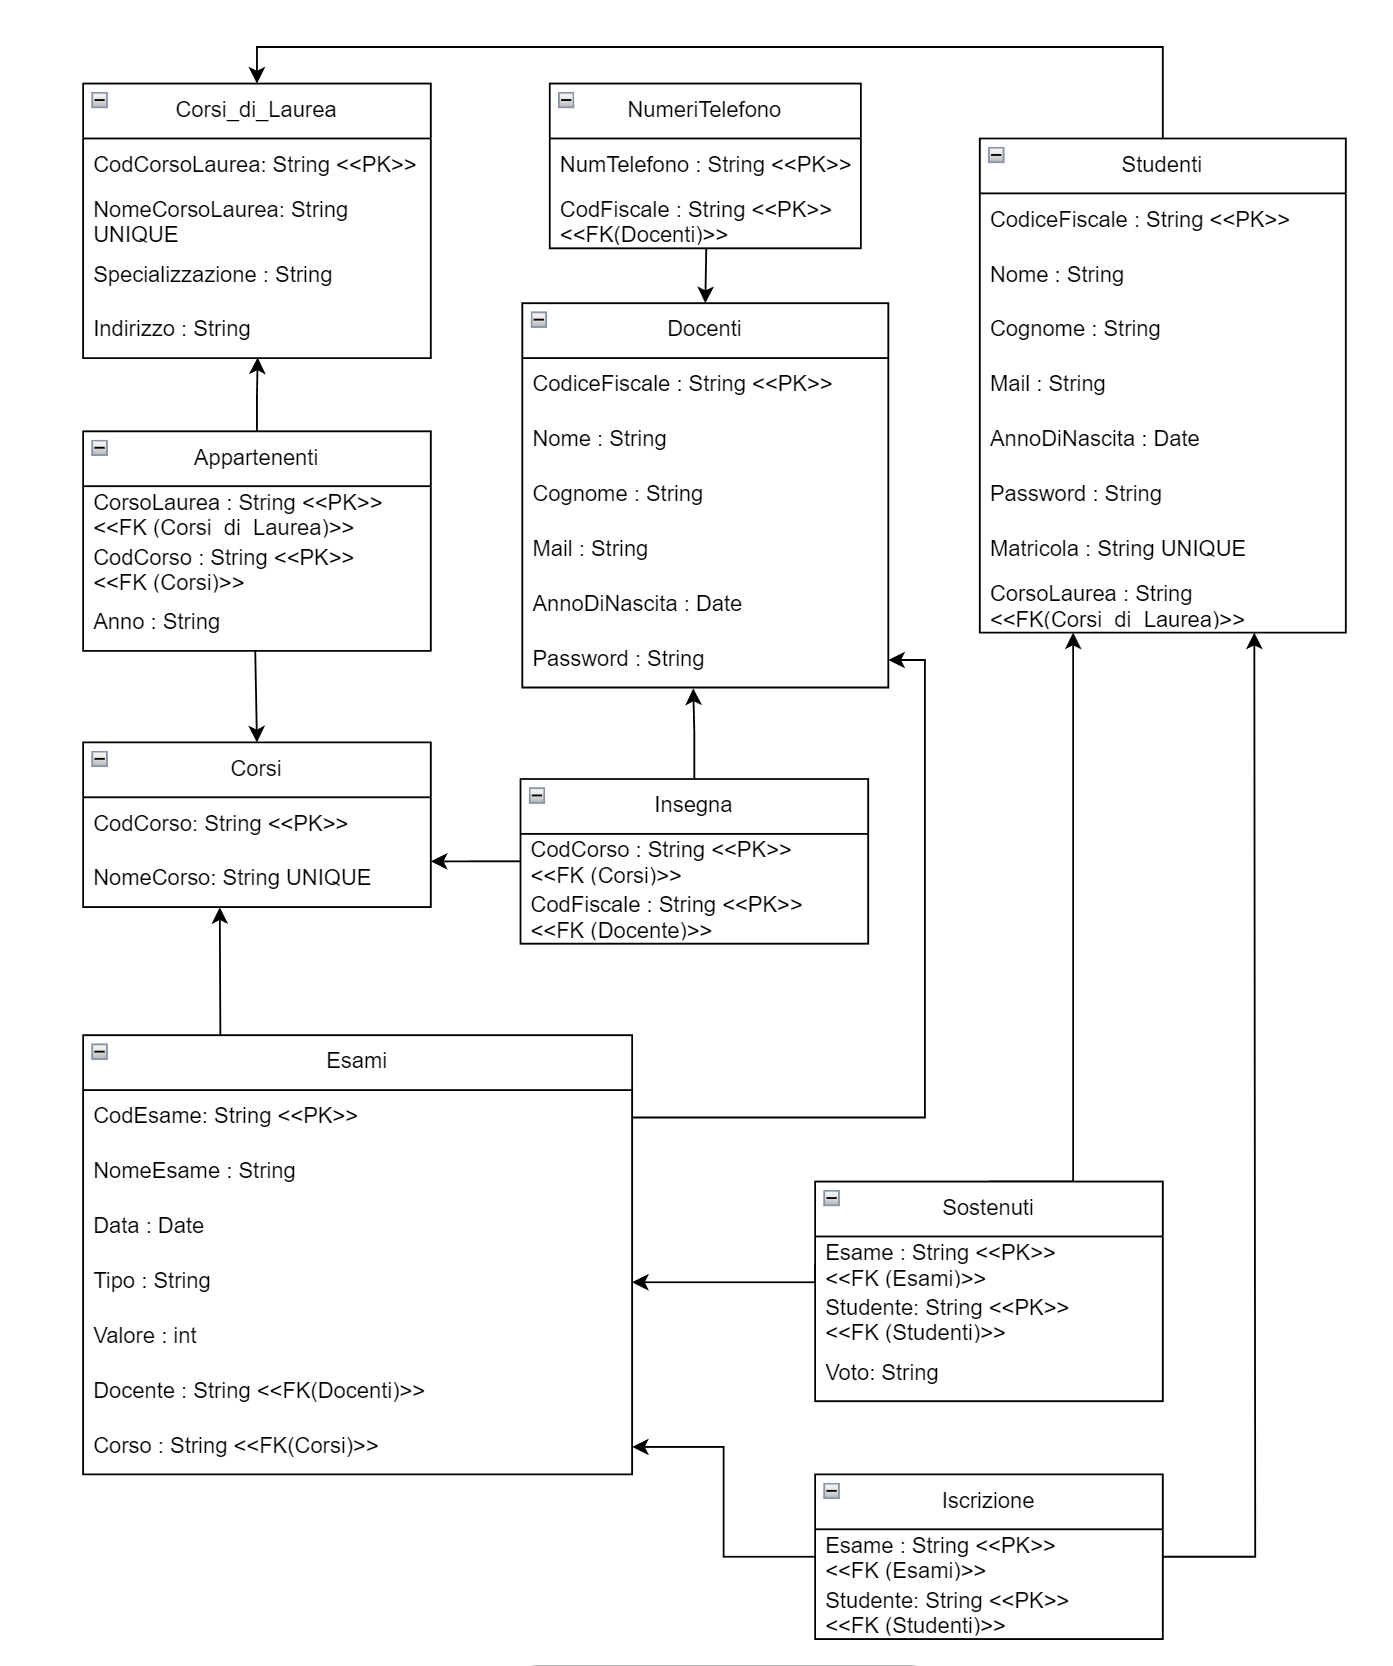 Corsi_di_Laurea
CodCorsoLaurea: String <<PK>>
NomeCorsoLaurea: String
UNIQUE
Specializzazione : String
Indirizzo : String
NumeriTelefono
NumTelefono : String <<PK>>
CodFiscale : String <<PK>>
<<FK(Docenti)>>
Studenti
CodiceFiscale : String <<PK>>
Nome : String
Cognome : String
Mail : String
AnnoDiNascita : Date
Password : String
Matricola : String UNIQUE
CorsoLaurea : String
<<FK(Corsi_di_Laurea)>>
Docenti
CodiceFiscale : String <<PK>>
Nome : String
Cognome : String
Mail : String
AnnoDiNascita : Date
Password : String
Appartenenti
CorsoLaurea : String <<PK>>
<<FK (Corsi_di_Laurea)>>
CodCorso : String <<PK>>
<<FK (Corsi)>>
Anno : String
Corsi
CodCorso: String <<PK>>
NomeCorso: String UNIQUE
Insegna
CodCorso : String <<PK>>
<<FK (Corsi)>>
CodFiscale : String <<PK>>
<<FK (Docente)>>
Esami
CodEsame: String <<PK>>
NomeEsame : String
Data : Date
Tipo : String
Valore : int
Docente : String <<FK(Docenti)>>
Corso : String <<FK(Corsi)>>
Sostenuti
Esame : String <<PK>>
<<FK (Esami)>>
Studente: String <<PK>>
<<FK (Studenti)>>
Voto: String
Iscrizione
Esame : String <<PK>>
<<FK (Esami)>>
Studente: String <<PK>>
<<FK (Studenti)>>